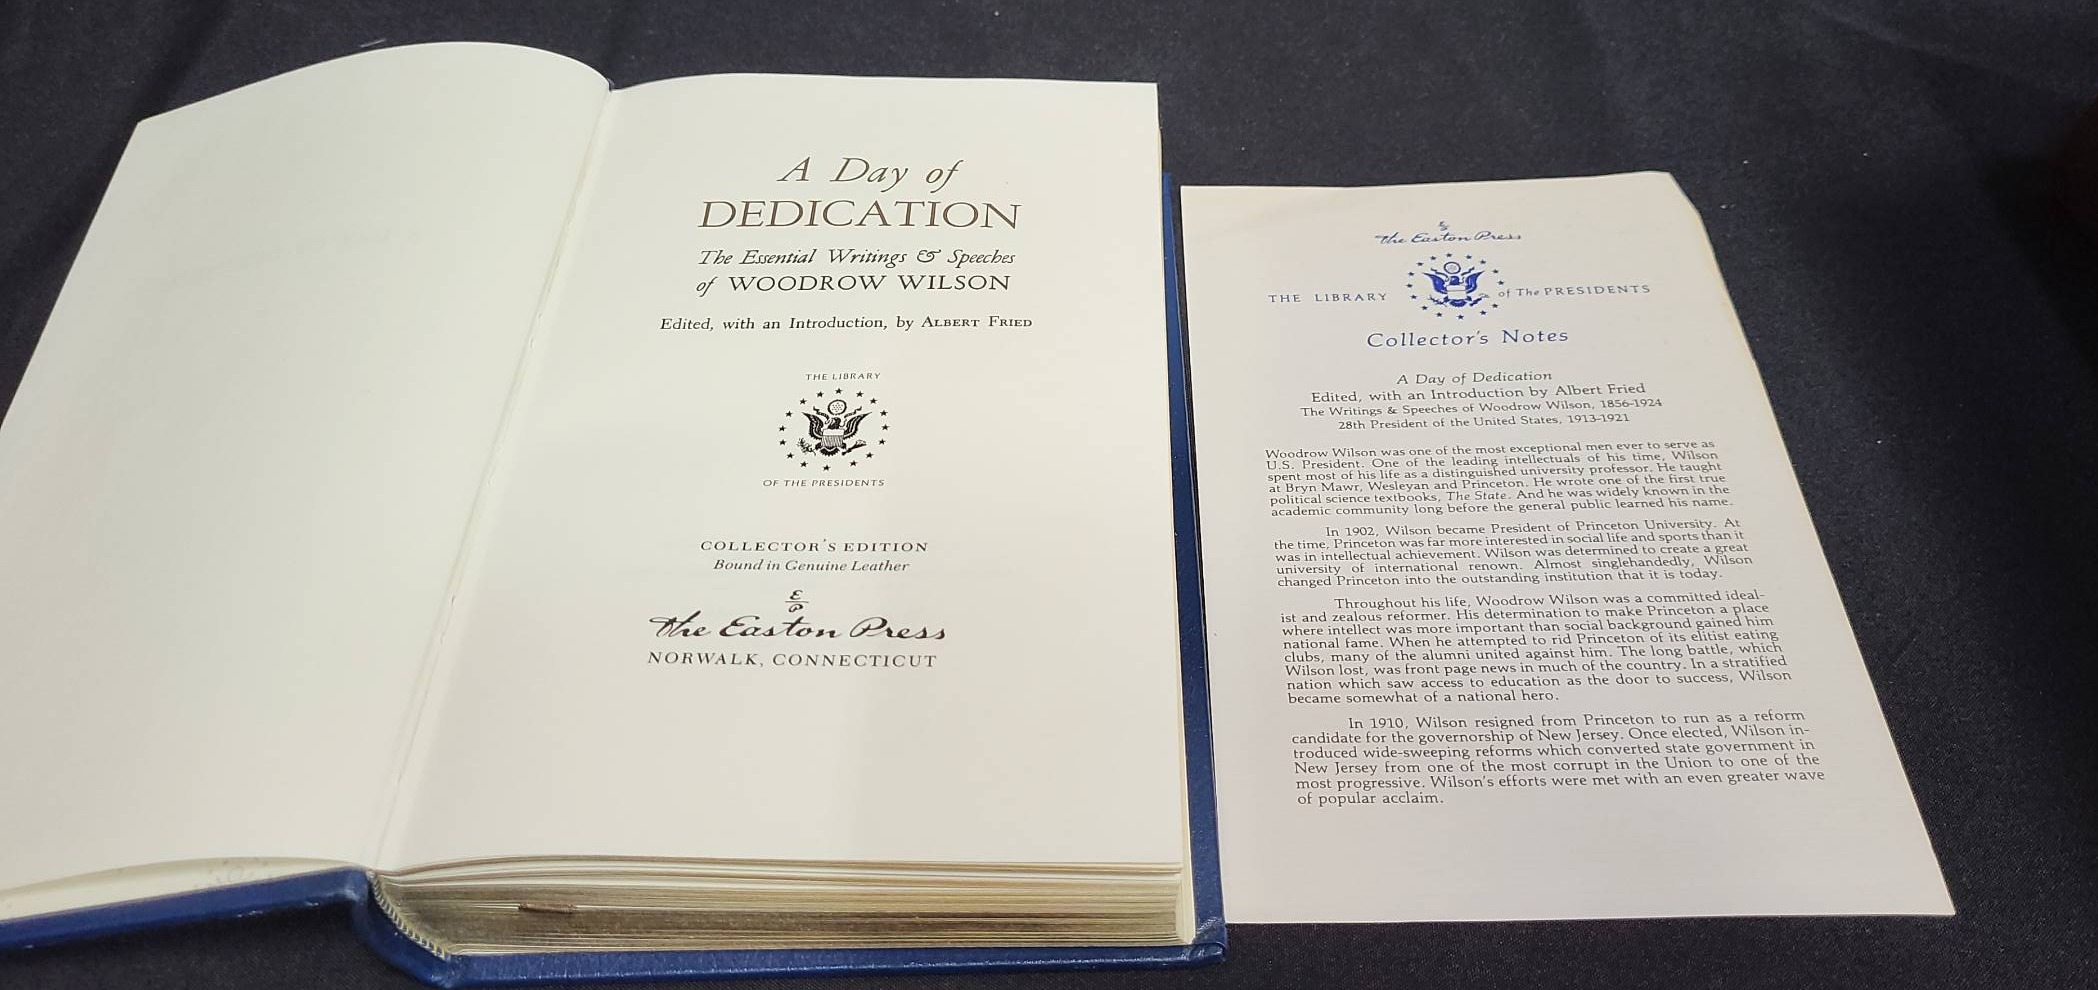 A Day of
DEDICATION
The Essential Writings & Speeches
of WOODROW WILSON
Edited, with an Introduction, by ALBERT FRIED
THE LIBRARY
OF THE PRESIDENTS
COLLECTOR'S EDITION
Bound in Genuine Leather
E
P
The Easton Press
NORWALK, CONNECTICUT
E
P
The Easton Press
THE LIBRARY of The PRESIDENTS
Collector's Notes
A Day of Dedication
Edited, with an Introduction by Albert Fried
The Writings & Speeches of Woodrow Wilson, 1856-1924
28th President of the United States, 1913-1921
Woodrow Wilson was one of the most exceptional men ever to serve as
U.S. President. One of the leading intellectuals of his time, Wilson
spent most of his life as a distinguished university professor. He taught
at Bryn Mawr, Wesleyan and Princeton. He wrote one of the first true
political science textbooks, The State. And he was widely known in the
academic community long before the general public learned his name.
In 1902, Wilson became President of Princeton University. At
the time, Princeton was far more interested in social life and sports than it
was in intellectual achievement. Wilson was determined to create a great
university of international renown. Almost singlehandedly, Wilson
changed Princeton into the outstanding institution that it is today.
Throughout his life, Woodrow Wilson was a committed ideal-
ist and zealous reformer. His determination to make Princeton a place
where intellect was more important than social background gained him
national fame. When he attempted to rid Princeton of its elitist eating
clubs, many of the alumni united against him. The long battle, which
Wilson lost, was front page news in much of the country. In a stratified
nation which saw access to education as the door to success, Wilson
became somewhat of a national hero.
In 1910, Wilson resigned from Princeton to run as a reform
candidate for the governorship of New Jersey. Once elected, Wilson in-
troduced wide-sweeping reforms which converted state government in
New Jersey from one of the most corrupt in the Union to one of the
most progressive. Wilson's efforts were met with an even greater wave
of popular acclaim.